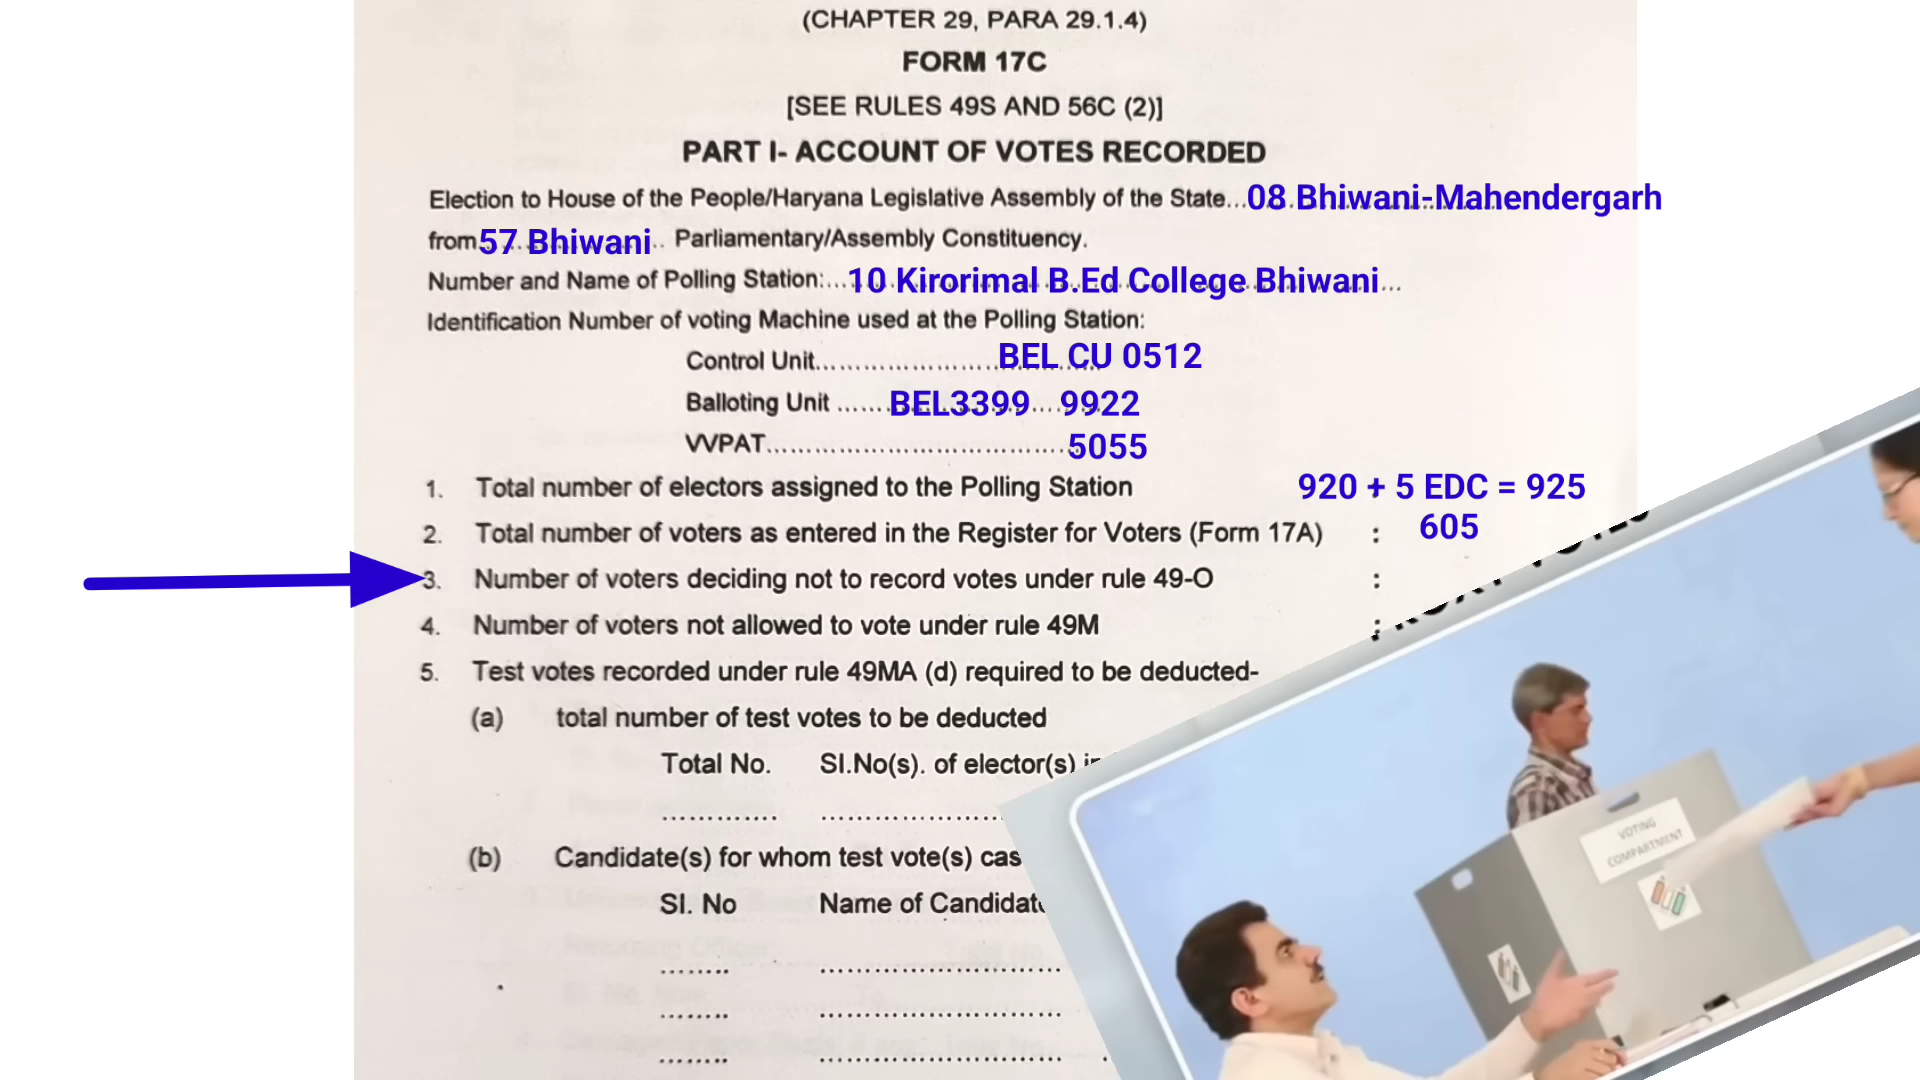 (CHAPTER 29, PARA 29.1.4)
FORM 17C
[SEE RULES 49S AND 56C (2)]
PART I- ACCOUNT OF VOTES RECORDED
Election to House of the People/Haryana Legislative Assembly of the State...08 Bhiwani-Mahendergarh
from 57 Bhiwani .. Parliamentary/Assembly Constituency.
Number and Name of Polling Station:...10 Kirorimal B.Ed College Bhiwani...
Identification Number of voting Machine used at the Polling Station:
Control Unit....................BEL CU 0512
Balloting Unit ......BEL3399 ... 9922
VVPAT.................................5055
1. Total number of electors assigned to the Polling Station 920 + 5 EDC = 925
2. Total number of voters as entered in the Register for Voters (Form 17A) : 605
3. Number of voters deciding not to record votes under rule 49-O :
4. Number of voters not allowed to vote under rule 49M :
5. Test votes recorded under rule 49MA (d) required to be deducted-
(a) total number of test votes to be deducted
Total No. Sl.No(s). of elector(s)
............. ....................
(b) Candidate(s) for whom test vote(s)
Sl. No Name of
........ ..........................
........ ..........................
........ ..........................
VOTING
COMPARTMENT